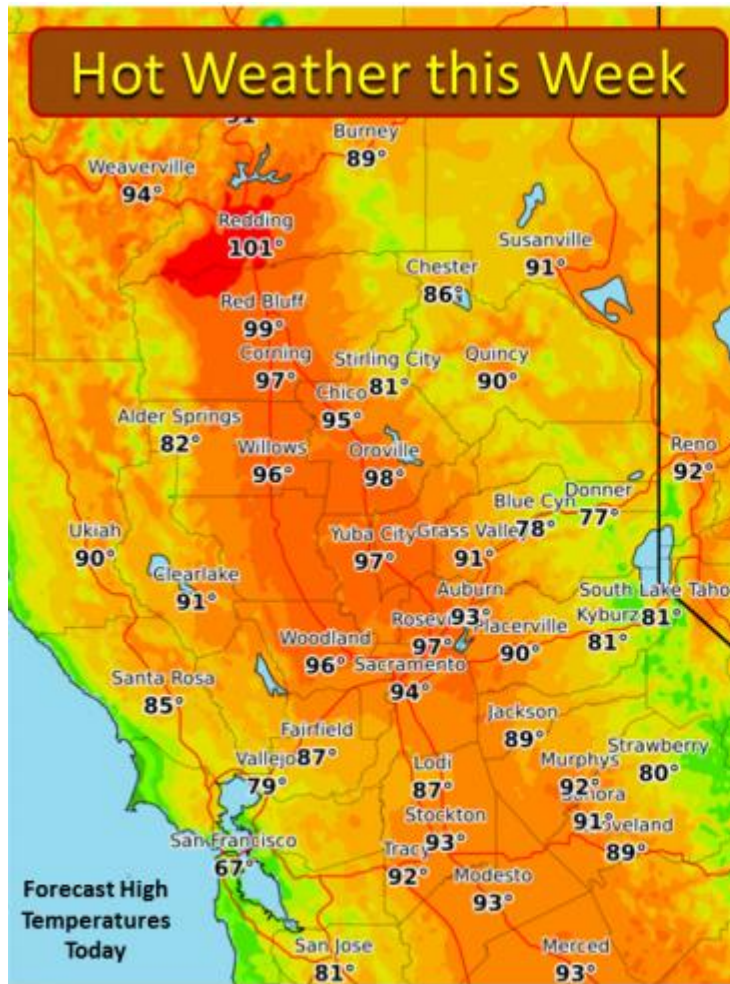 Hot Weather this Week
91°
Burney
89°
Weaverville
94°
Redding
101°
Susanville
91°
Chester
86°
Red Bluff
99°
Corning
97°
Stirling City
81°
Quincy
90°
Chico
95°
Alder Springs
82°
Willows
96°
Oroville
98°
Reno
92°
Blue Cyn
78°
Donner
77°
Ukiah
90°
Yuba City
97°
Grass Valley
91°
Clearlake
91°
Auburn
93°
South Lake Taho
81°
Kyburz
81°
Rosevi
97°
Placerville
90°
Woodland
96°
Sacramento
94°
Santa Rosa
85°
Jackson
89°
Fairfield
87°
Vallejo
79°
Lodi
87°
Murphys
92°
Strawberry
80°
Sonora
91°
Stockton
93°
oveland
89°
San Francisco
67°
Tracy
92°
Modesto
93°
Forecast High
Temperatures
Today
San Jose
81°
Merced
93°